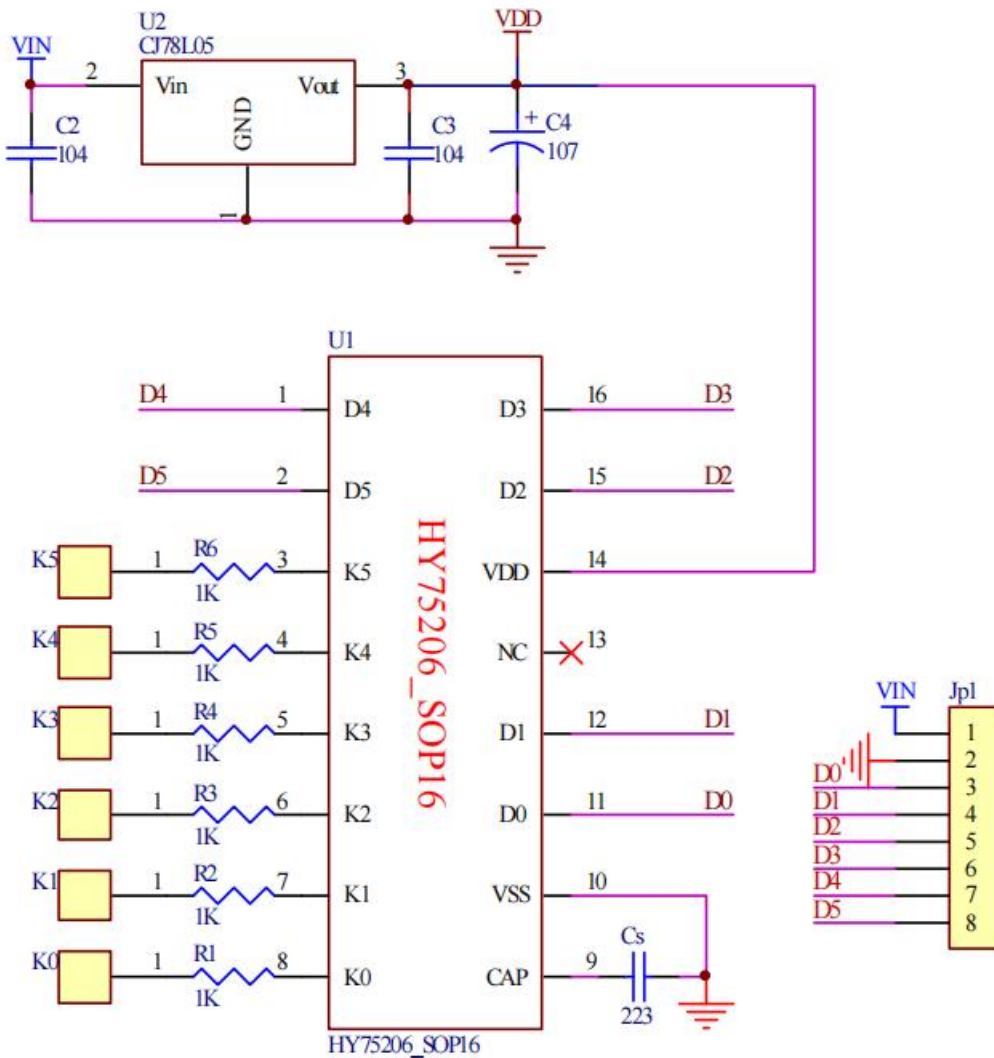 U2
CJ78L05
VIN
VDD
2
Vin
Vout
3
GND
1
C2
104
C3
104
+
C4
107
U1
D4
1
D4
D3
16
D3
D5
2
D5
D2
15
D2
K5
1
R6
1K
3
K5
VDD
14
K4
1
R5
1K
4
K4
NC
13
K3
1
R4
1K
5
K3
D1
12
D1
K2
1
R3
1K
6
K2
D0
11
D0
K1
1
R2
1K
7
K1
VSS
10
K0
1
R1
1K
8
K0
CAP
9
Cs
223
HY75206_SOP16
HY75206_SOP16
VIN
Jp1
1
2
D0
3
D1
4
D2
5
D3
6
D4
7
D5
8